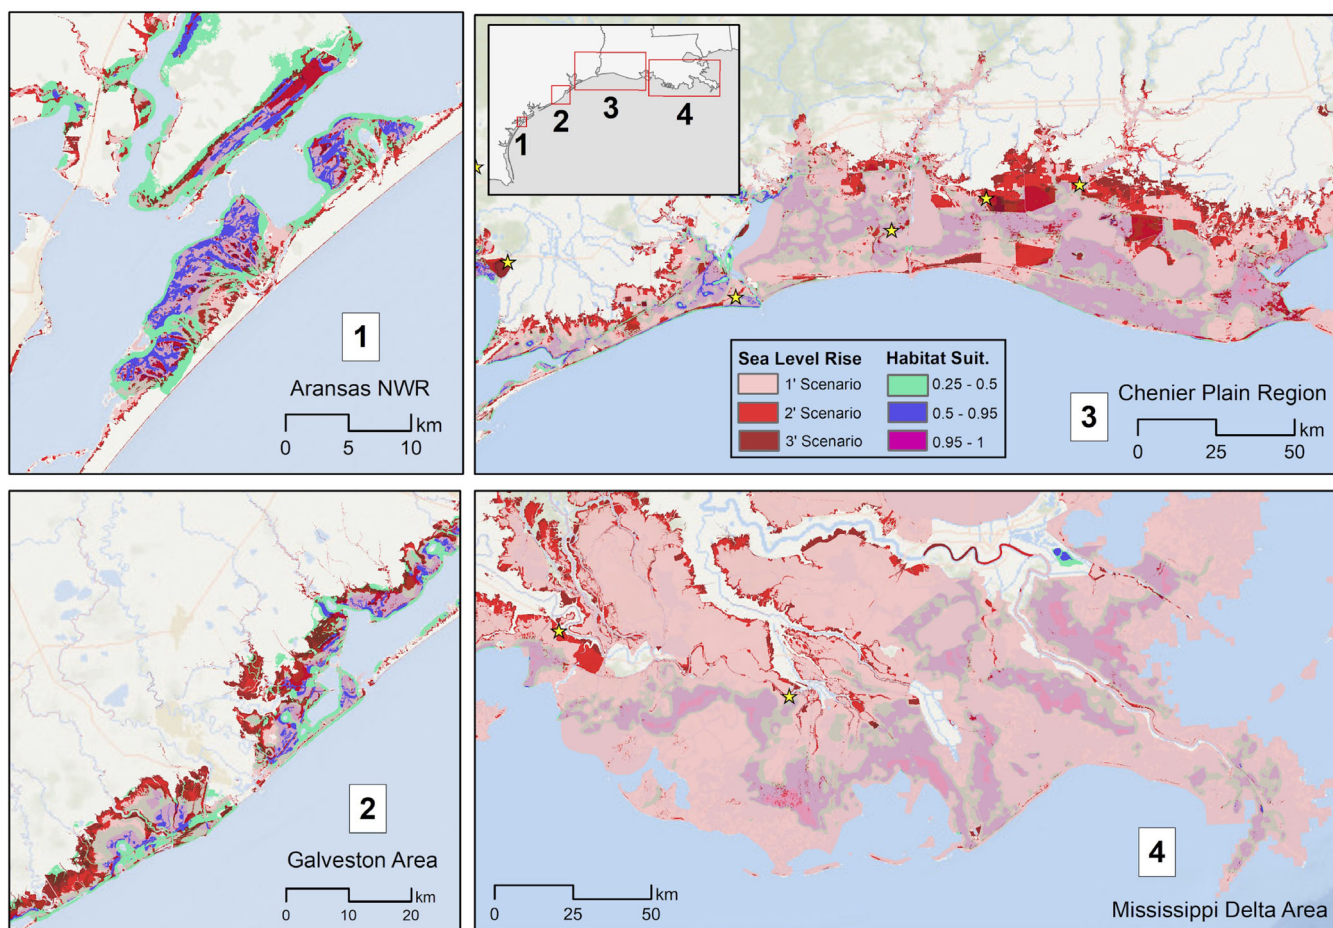 1
Aransas NWR
0 5 10 km
1
2
3
4
Sea Level Rise
1' Scenario
2' Scenario
3' Scenario
Habitat Suit.
0.25 - 0.5
0.5 - 0.95
0.95 - 1
3
Chenier Plain Region
0 25 50 km
2
Galveston Area
0 10 20 km
4
0 25 50 km
Mississippi Delta Area